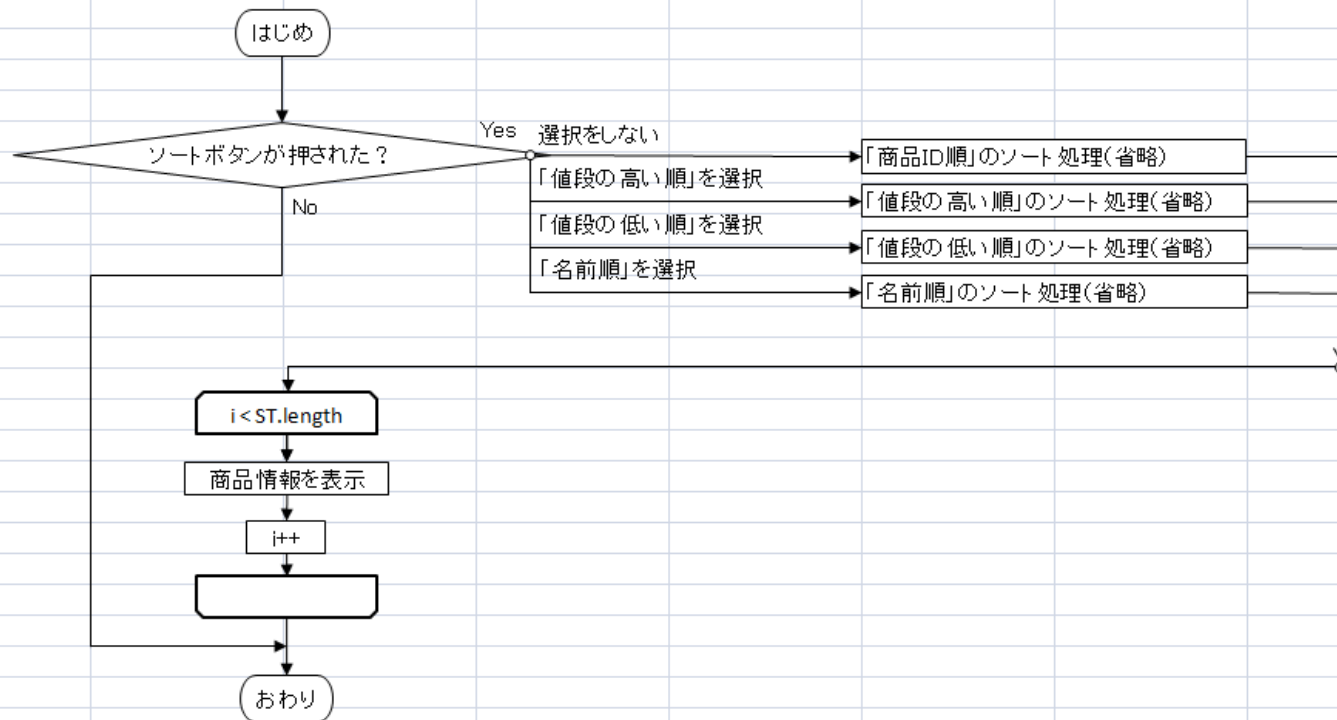 はじめ
ソートボタンが押された?
Yes
選択をしない
「商品ID順」のソート処理(省略)
「値段の高い順」を選択
「値段の高い順」のソート処理(省略)
No
「値段の低い順」を選択
「値段の低い順」のソート処理(省略)
「名前順」を選択
「名前順」のソート処理(省略)
i<ST.length
商品情報を表示
i++
おわり